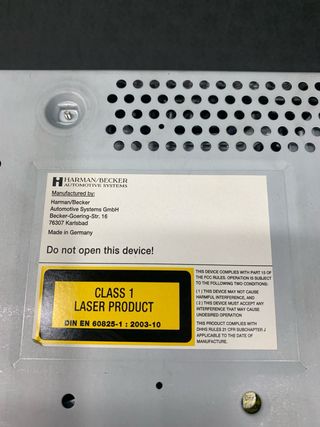 HARMAN/BECKER
AUTOMOTIVE SYSTEMS
Manufactured by:
Harman/Becker
Automotive Systems GmbH
Becker-Goering-Str. 16
76307 Karlsbad
Made in Germany
Do not open this device!
CLASS 1
LASER PRODUCT
DIN EN 60825-1 : 2003-10
THIS DEVICE COMPLIES WITH PART 15 OF
THE FCC RULES. OPERATION IS SUBJECT
TO THE FOLLOWING TWO CONDITIONS:
(1) THIS DEVICE MAY NOT CAUSE
HARMFUL INTERFERENCE, AND
(2) THIS DEVICE MUST ACCEPT ANY
INTERFERENCE THAT MAY CAUSE
UNDESIRED OPERATION
THIS PRODUCT COMPLIES WITH
DHHS RULES 21 CFR SUBCHAPTER J
APPLICABLE TO THE DATE OF
MANUFACTURE.